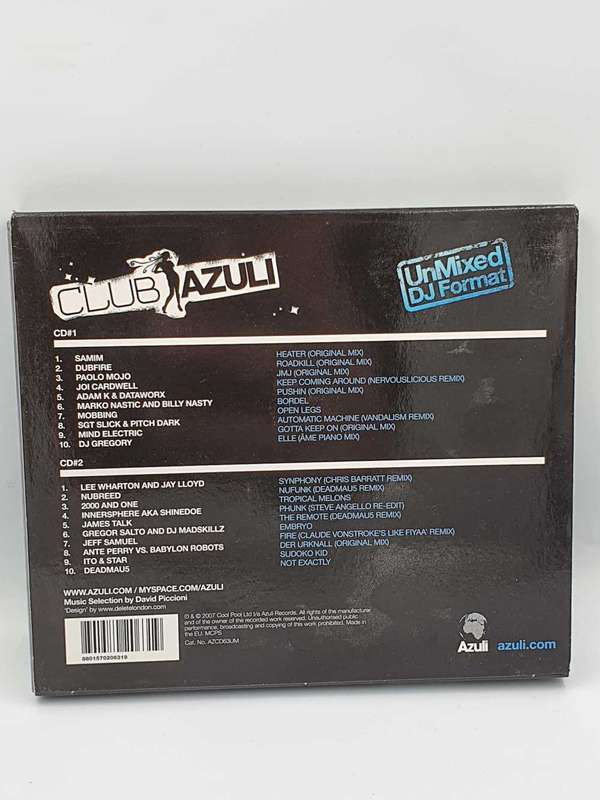 CLUB AZULI
UnMixed
DJ Format
CD#1
1. SAMIM HEATER (ORIGINAL MIX)
2. DUBFIRE ROADKILL (ORIGINAL MIX)
3. PAOLO MOJO JMJ (ORIGINAL MIX)
4. JOI CARDWELL KEEP COMING AROUND (NERVOUSLICIOUS REMIX)
5. ADAM K & DATAWORX PUSHIN (ORIGINAL MIX)
6. MARKO NASTIC AND BILLY NASTY BORDEL
7. MOBBING OPEN LEGS
8. SGT SLICK & PITCH DARK AUTOMATIC MACHINE (VANDALISM REMIX)
9. MIND ELECTRIC GOTTA KEEP ON (ORIGINAL MIX)
10. DJ GREGORY ELLE (ÂME PIANO MIX)
CD#2
1. LEE WHARTON AND JAY LLOYD SYNPHONY (CHRIS BARRATT REMIX)
2. NUBREED NUFUNK (DEADMAU5 REMIX)
3. 2000 AND ONE TROPICAL MELONS
4. INNERSPHERE AKA SHINEDOE PHUNK (STEVE ANGELLO RE-EDIT)
5. JAMES TALK THE REMOTE (DEADMAU5 REMIX)
6. GREGOR SALTO AND DJ MADSKILLZ EMBRYO
7. JEFF SAMUEL FIRE (CLAUDE VONSTROKE'S LIKE FIYAA' REMIX)
8. ANTE PERRY VS. BABYLON ROBOTS DER URKNALL (ORIGINAL MIX)
9. ITO & STAR SUDOKO KID
10. DEADMAU5 NOT EXACTLY
WWW.AZULI.COM / MYSPACE.COM/AZULI
Music Selection by David Piccioni
'Design' by www.deletelondon.com
℗ & © 2007 Cool Pool Ltd t/a Azuli Records. All rights of the manufacturer
and of the owner of the recorded work reserved. Unauthorised public
performance, broadcasting and copying of this work prohibited. Made in
the EU. MCPS
Cat. No. AZCD63UM
8801570206319
Azuli
azuli.com